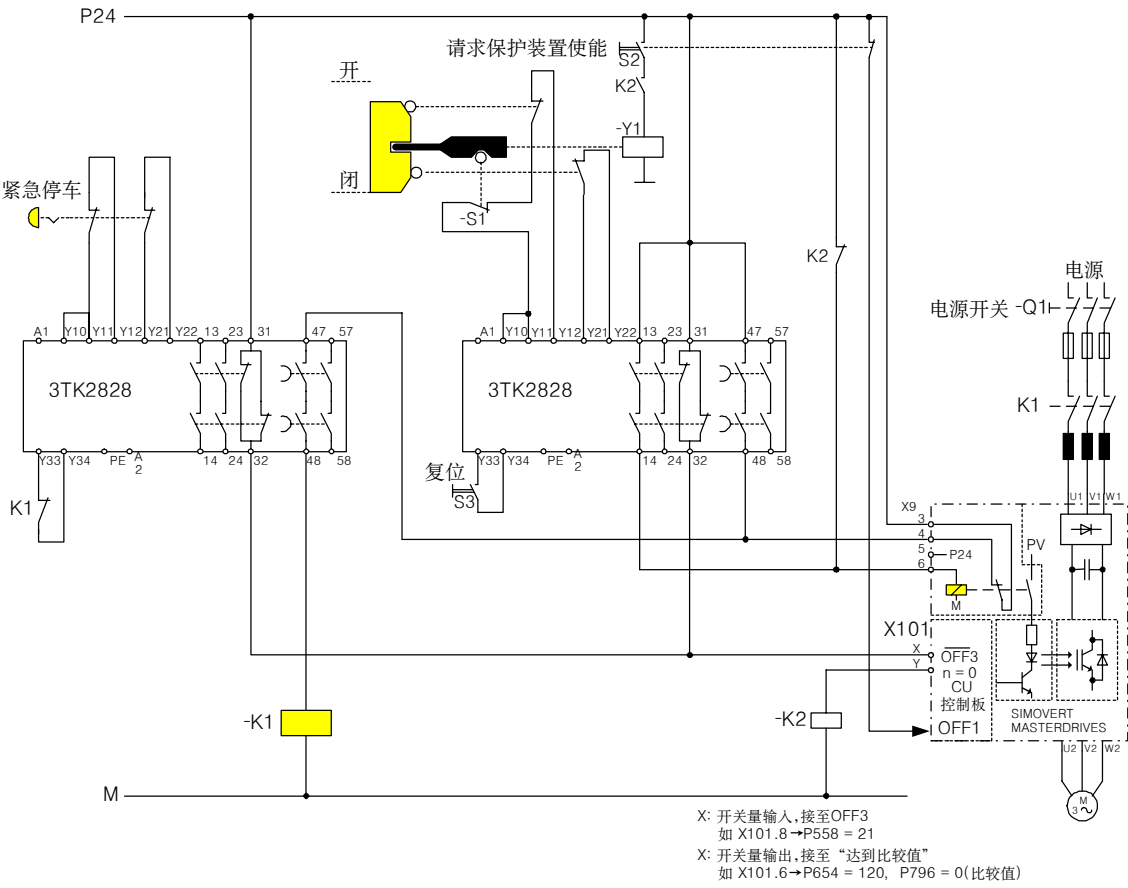 P24
请求保护装置使能
S2
开
K2
-Y1
闭
紧急停车
-S1
K2
电源
电源开关 -Q1
A1 Y10 Y11 Y12 Y21 Y22 13 23 31 47 57
A1 Y10 Y11 Y12 Y21 Y22 13 23 31 47 57
3TK2828
3TK2828
K1
Y33 Y34 PE A2 14 24 32 48 58
Y33 Y34 PE A2 14 24 32 48 58
复位
S3
K1
U1 V1 W1
X9
3
4
5
P24
6
PV
M
X101
X
Y
OFF3
n = 0
CU
控制板
OFF1
SIMOVERT
MASTERDRIVES
-K1
-K2
U2 V2 W2
M
3~
M
X: 开关量输入,接至OFF3
如 X101.8→P558 = 21
X: 开关量输出,接至“达到比较值”
如 X101.6→P654 = 120, P796 = 0(比较值)